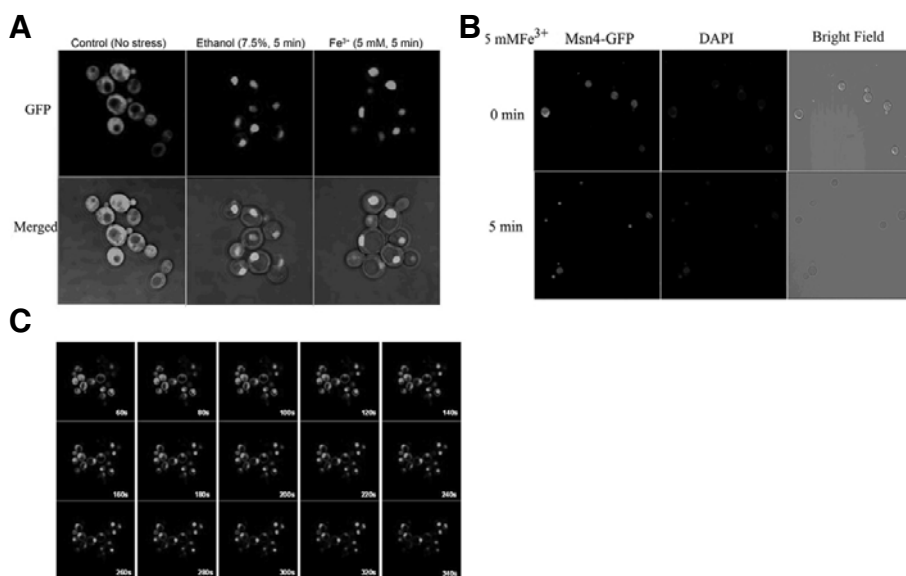 A
Control (No stress) Ethanol (7.5%, 5 min) Fe³⁺ (5 mM, 5 min)
GFP
Merged
B
5 mMFe³⁺ Msn4-GFP DAPI Bright Field
0 min
5 min
C
60s 80s 100s 120s 140s
160s 180s 200s 220s 240s
260s 280s 300s 320s 340s